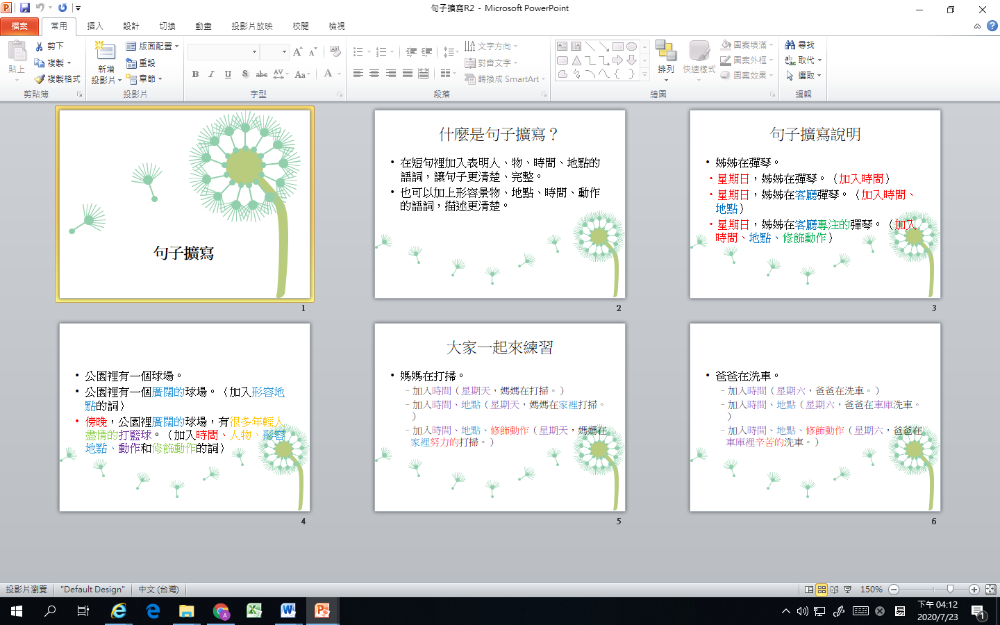 句子擴寫R2 - Microsoft PowerPoint
檔案 常用 插入 設計 切換 動畫 投影片放映 校閱 檢視
貼上 剪下 複製 複製格式 剪貼簿
新增投影片 版面配置 重設 章節 投影片
B I U S abc AV Aa A 字型
文字方向 對齊文字 轉換成 SmartArt 段落
排列 快速樣式 圖案填滿 圖案外框 圖案效果 繪圖
尋找 取代 選取 編輯
句子擴寫
1
什麼是句子擴寫？
• 在短句裡加入表明人、物、時間、地點的
語詞，讓句子更清楚、完整。
• 也可以加上形容景物、地點、時間、動作
的語詞，描述更清楚。
2
句子擴寫說明
• 姊姊在彈琴。
• 星期日，姊姊在彈琴。（加入時間）
• 星期日，姊姊在客廳彈琴。（加入時間、
地點）
• 星期日，姊姊在客廳專注的彈琴。（加入
時間、地點、修飾動作）
3
• 公園裡有一個球場。
• 公園裡有一個廣闊的球場。（加入形容地
點的詞）
• 傍晚，公園裡廣闊的球場，有很多年輕人
盡情的打籃球。（加入時間、人物、形容
地點、動作和修飾動作的詞）
4
大家一起來練習
• 媽媽在打掃。
–加入時間（星期天，媽媽在打掃。）
–加入時間、地點（星期天，媽媽在家裡打掃。
）
–加入時間、地點、修飾動作（星期天，媽媽在
家裡努力的打掃。）
5
• 爸爸在洗車。
–加入時間（星期六，爸爸在洗車。）
–加入時間、地點（星期六，爸爸在車庫洗車。
）
–加入時間、地點、修飾動作（星期六，爸爸在
車庫裡辛苦的洗車。）
6
投影片瀏覽 "Default Design" 中文 (台灣) 150%
下午 04:12
2020/7/23
1